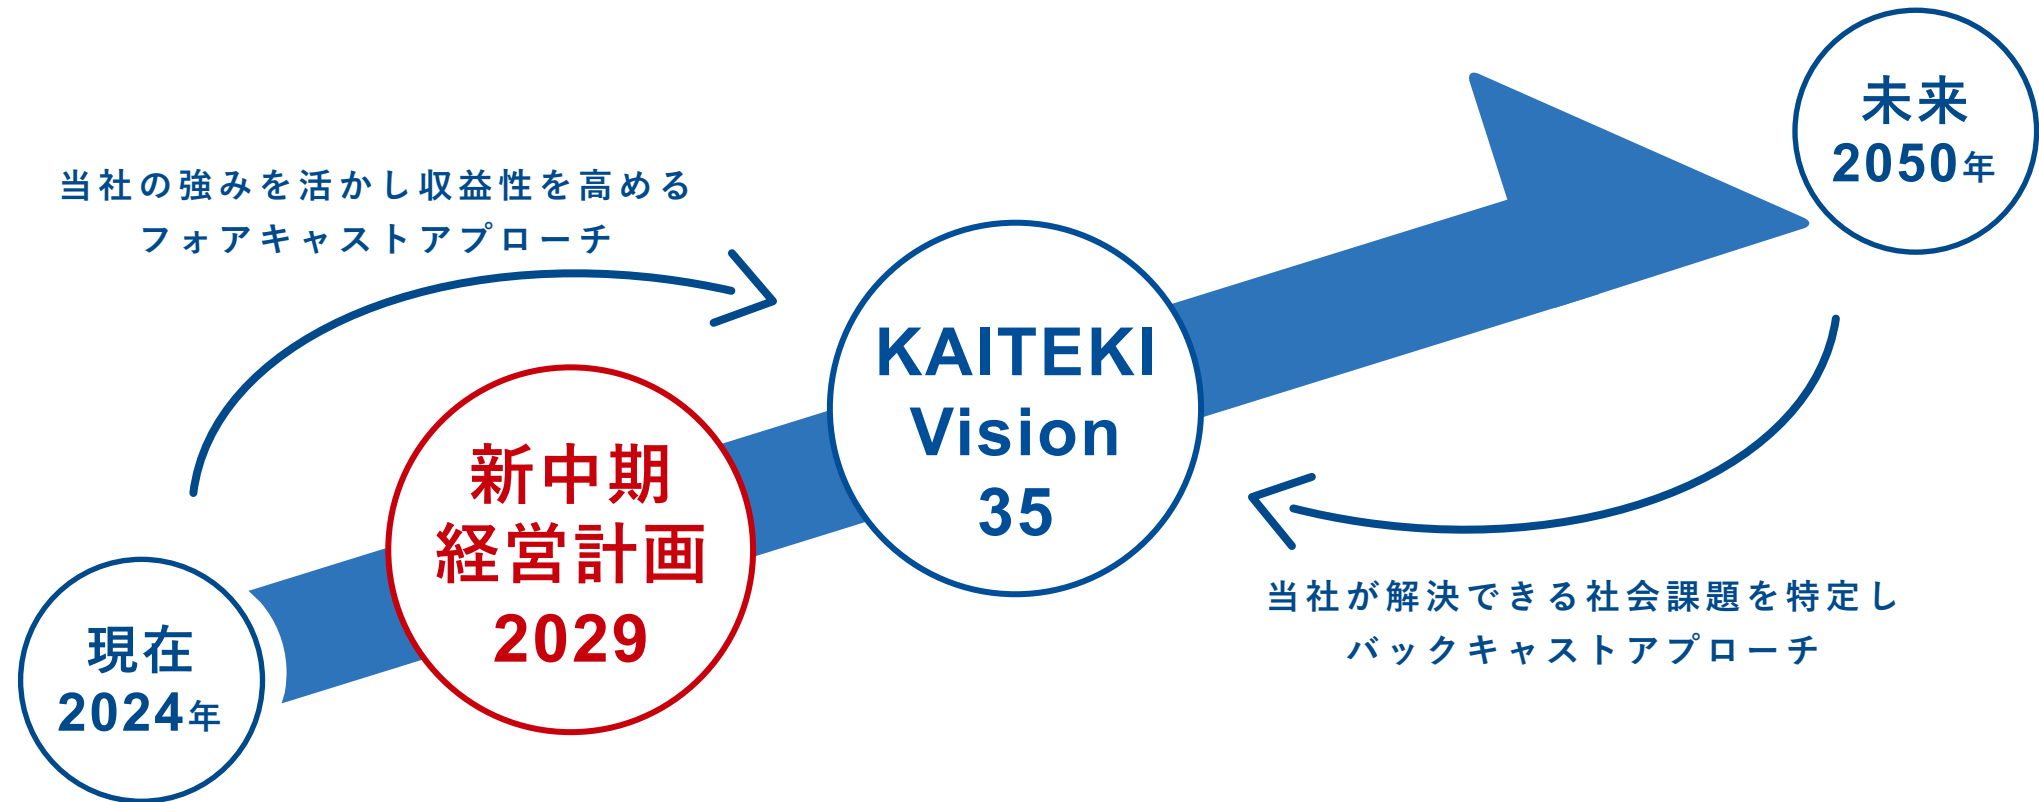 当社の強みを活かし収益性を高める
フォアキャストアプローチ
現在
2024年
新中期
経営計画
2029
KAITEKI
Vision
35
未来
2050年
当社が解決できる社会課題を特定し
バックキャストアプローチ